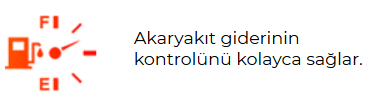 F
Akaryakıt giderinin
kontrolünü kolayca sağlar.
E